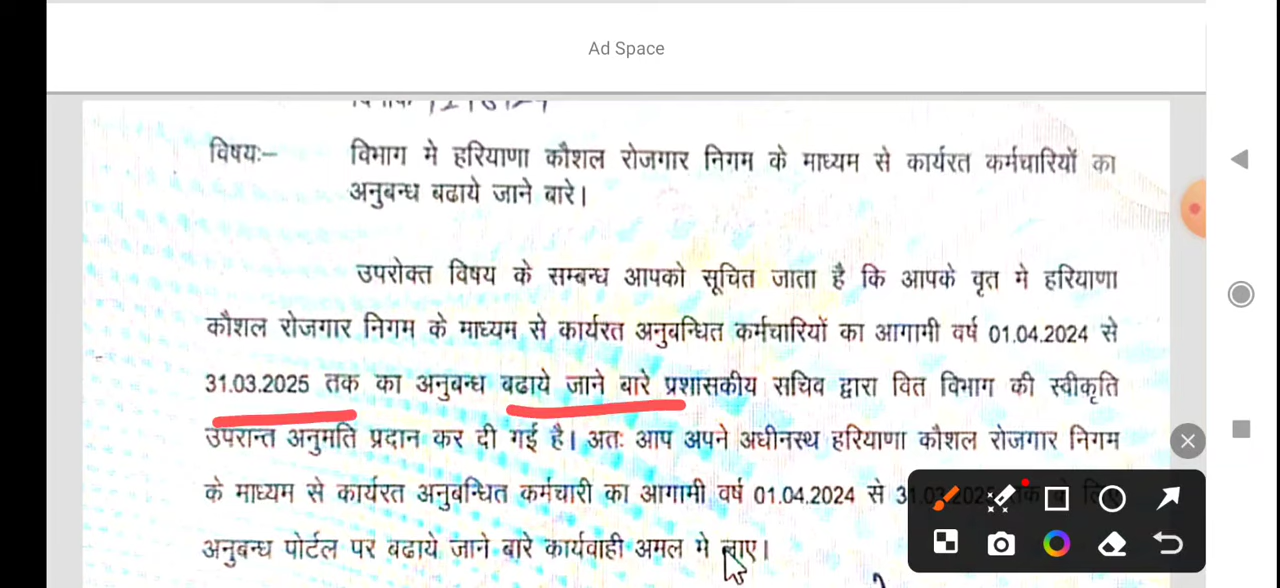 Ad Space
विषयः– विभाग मे हरियाणा कौशल रोजगार निगम के माध्यम से कार्यरत कर्मचारियों का
अनुबन्ध बढाये जाने बारे।
उपरोक्त विषय के सम्बन्ध आपको सूचित जाता है कि आपके वृत मे हरियाणा
कौशल रोजगार निगम के माध्यम से कार्यरत अनुबन्धित कर्मचारियों का आगामी वर्ष 01.04.2024 से
31.03.2025 तक का अनुबन्ध बढाये जाने बारे प्रशासकीय सचिव द्वारा वित विभाग की स्वीकृति
उपरान्त अनुमति प्रदान कर दी गई है। अतः आप अपने अधीनस्थ हरियाणा कौशल रोजगार निगम
के माध्यम से कार्यरत अनुबन्धित कर्मचारी का आगामी वर्ष 01.04.2024 से 31.03.2025 तक के लिए
अनुबन्ध पोर्टल पर बढाये जाने बारे कार्यवाही अमल मे लाए।